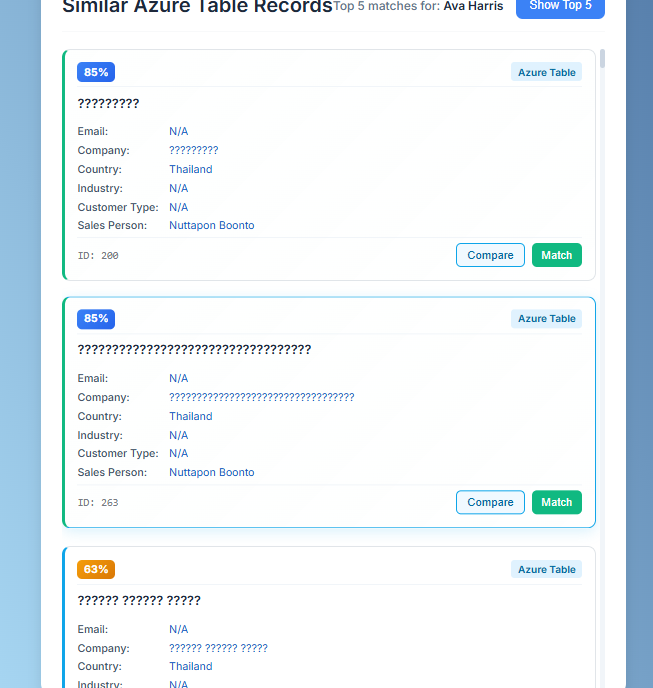 Similar Azure Table Records Top 5 matches for: Ava Harris Show Top 5
85% Azure Table
?????????
Email: N/A
Company: ?????????
Country: Thailand
Industry: N/A
Customer Type: N/A
Sales Person: Nuttapon Boonto
ID: 200 Compare Match
85% Azure Table
??????????????????????????????????
Email: N/A
Company: ??????????????????????????????????
Country: Thailand
Industry: N/A
Customer Type: N/A
Sales Person: Nuttapon Boonto
ID: 263 Compare Match
63% Azure Table
?????? ?????? ?????
Email: N/A
Company: ?????? ?????? ?????
Country: Thailand
Industry: N/A